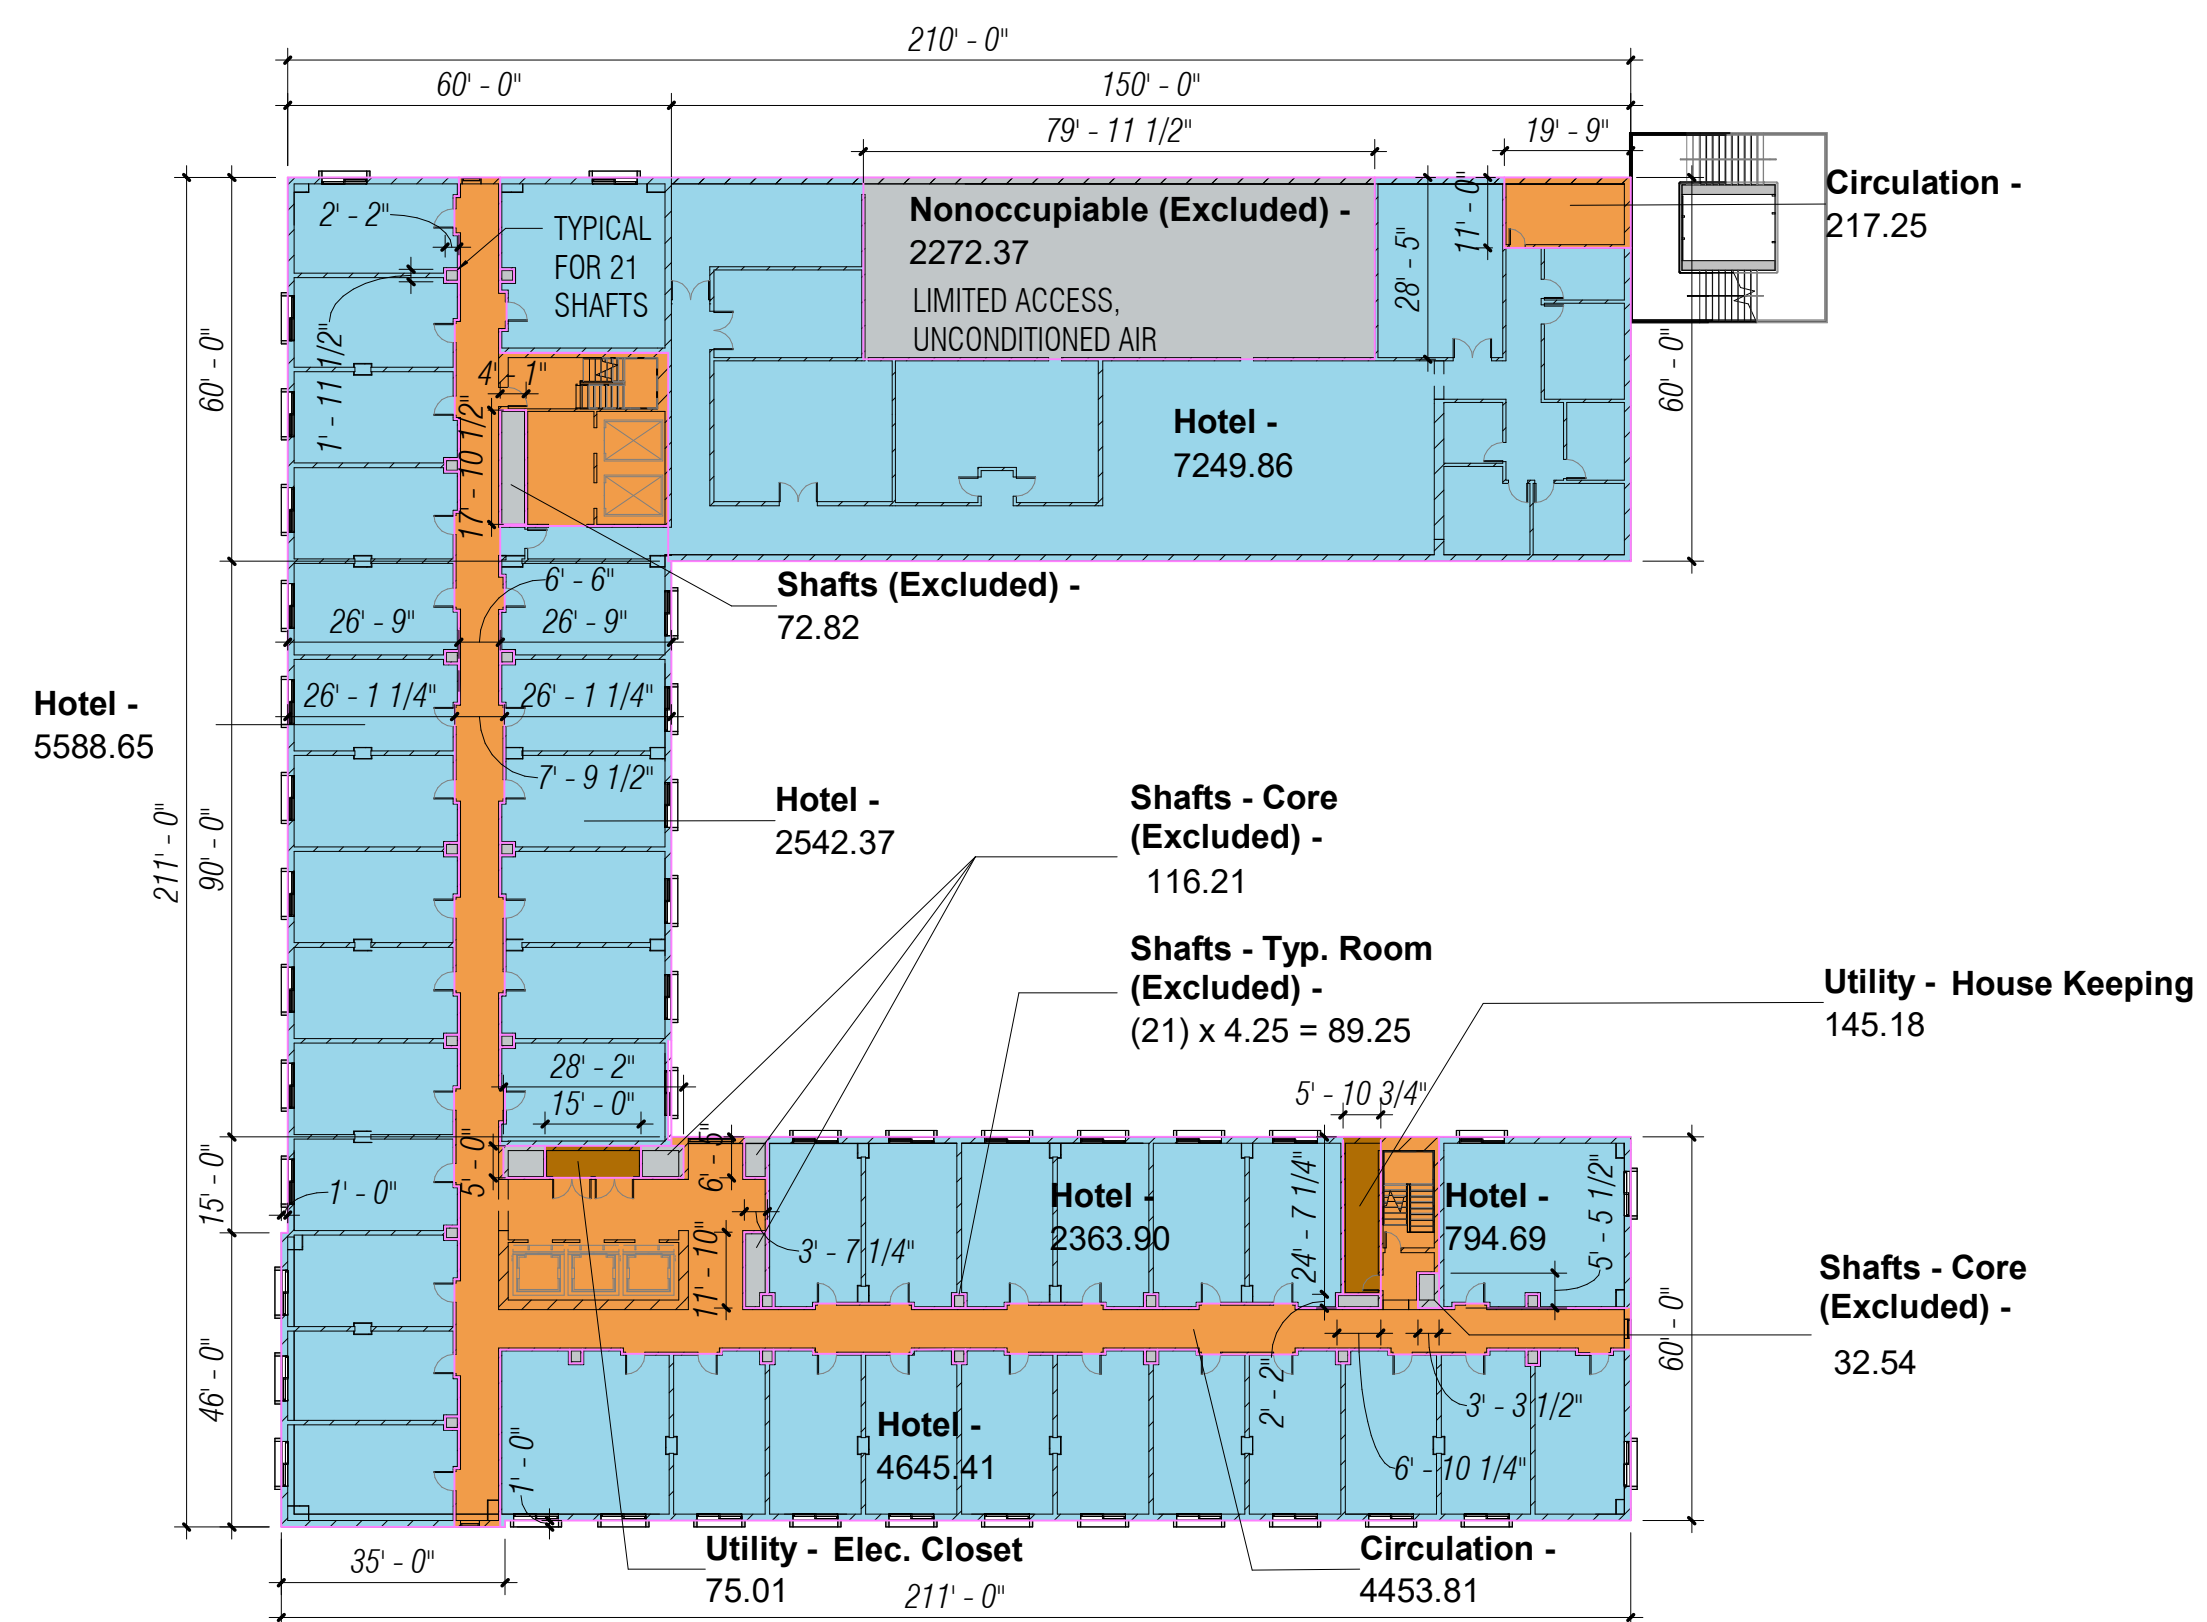 210' - 0"
60' - 0"
150' - 0"
79' - 11 1/2"
19' - 9"
Circulation -
217.25
2' - 2"
TYPICAL
FOR 21
SHAFTS
Nonoccupiable (Excluded) -
2272.37
LIMITED ACCESS,
UNCONDITIONED AIR
28' - 5"
11' - 0"
1' - 11 1/2"
60' - 0"
4' - 1"
17' - 10 1/2"
60' - 0"
Hotel -
7249.86
Shafts (Excluded) -
72.82
6' - 6"
26' - 9"
26' - 9"
26' - 1 1/4"
26' - 1 1/4"
7' - 9 1/2"
Hotel -
5588.65
211' - 0"
90' - 0"
Hotel -
2542.37
Shafts - Core
(Excluded) -
116.21
Shafts - Typ. Room
(Excluded) -
(21) x 4.25 = 89.25
Utility - House Keeping
145.18
28' - 2"
15' - 0"
5' - 10 3/4"
5' - 0"
6' - 5"
15' - 0"
1' - 0"
Hotel -
2363.90
24' - 7 1/4"
Hotel -
794.69
5' - 5 1/2"
3' - 7 1/4"
11' - 10"
Shafts - Core
(Excluded) -
32.54
60' - 0"
46' - 0"
2' - 2"
3' - 3 1/2"
6' - 10 1/4"
Hotel -
4645.41
1' - 0"
Utility - Elec. Closet
75.01
Circulation -
4453.81
35' - 0"
211' - 0"